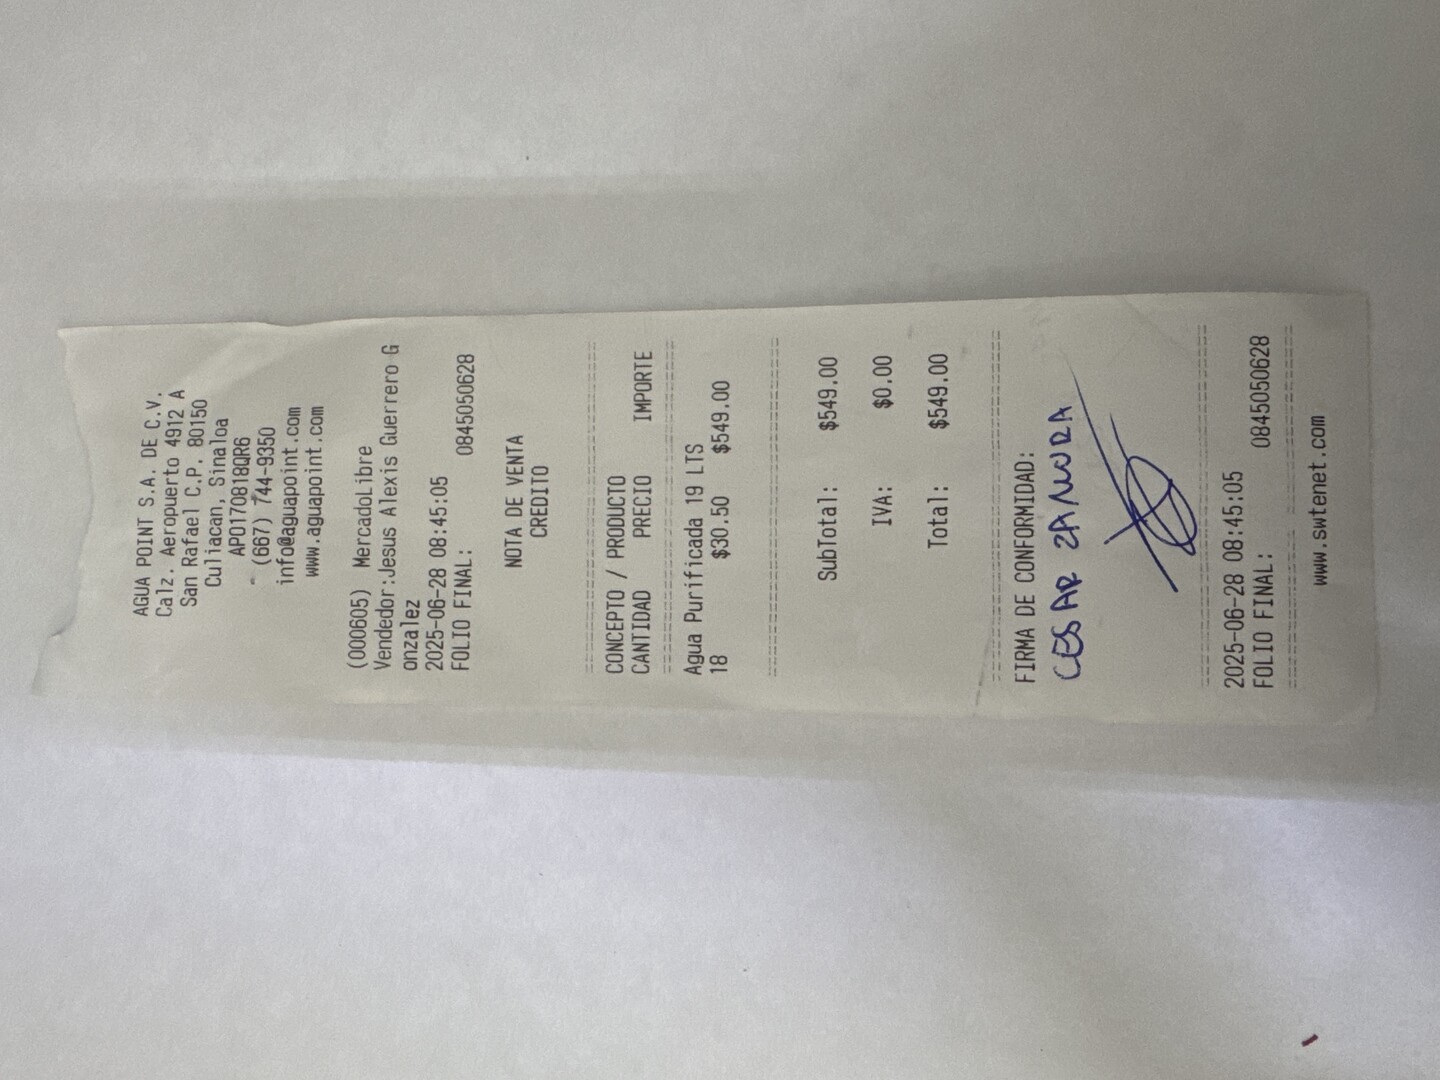 AGUA POINT S.A. DE C.V.
Calz. Aeropuerto 4912 A
San Rafael C.P. 80150
Culiacan, Sinaloa
APO170818QR6
(667) 744-9350
info@aguapoint.com
www.aguapoint.com
(000605) MercadoLibre
Vendedor:Jesus Alexis Guerrero G
onzalez
2025-06-28 08:45:05
FOLIO FINAL: 0845050628
NOTA DE VENTA
CREDITO
CONCEPTO / PRODUCTO
CANTIDAD PRECIO IMPORTE
Agua Purificada 19 LTS
18 $30.50 $549.00
SubTotal: $549.00
IVA: $0.00
Total: $549.00
FIRMA DE CONFORMIDAD:
CESAR
2025-06-28 08:45:05
FOLIO FINAL: 0845050628
www.swtenet.com